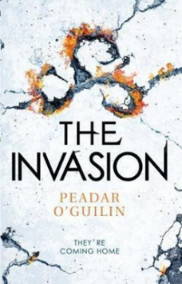 THE
INVASION
PEADAR
O'GUILIN
THEY'RE
COMING HOME